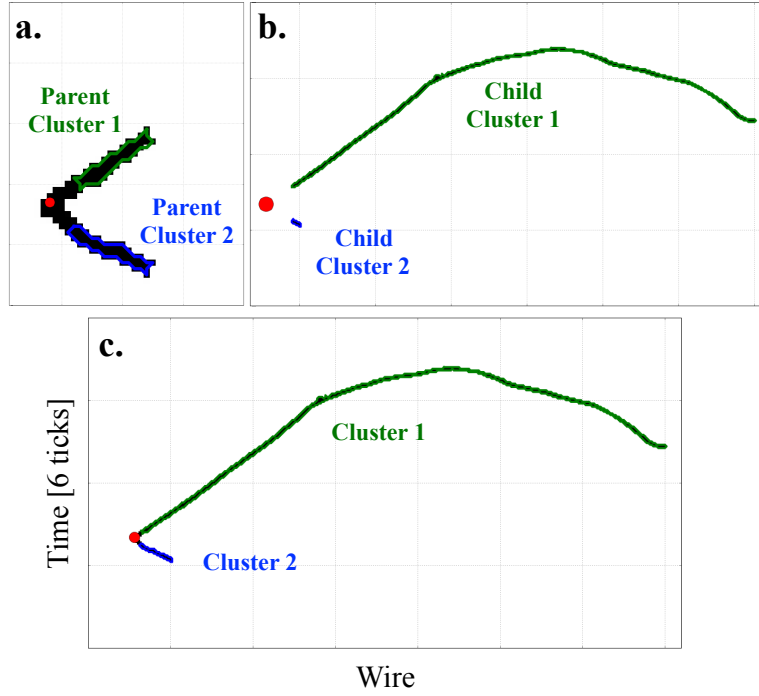 a.
Parent
Cluster 1
Parent
Cluster 2
b.
Child
Cluster 1
Child
Cluster 2
c.
Cluster 1
Cluster 2
Time [6 ticks]
Wire